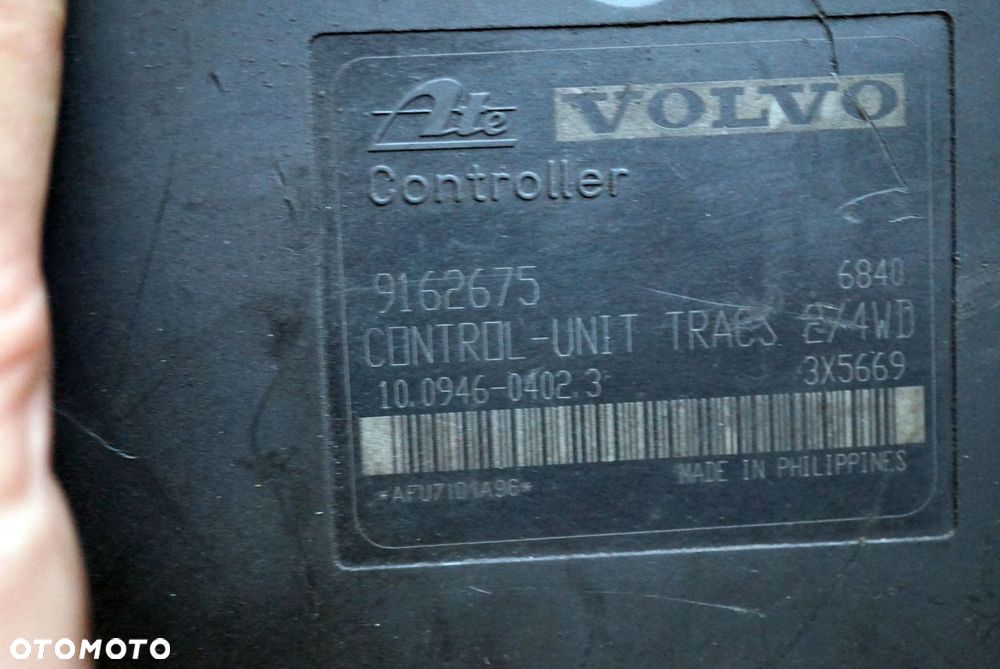 Ate VOLVO
Controller
9162675 6840
CONTROL-UNIT TRACS 2/4WD
10.0946-0402.3 3X5669
*AFU7101A96*
MADE IN PHILIPPINES
OTOMOTO